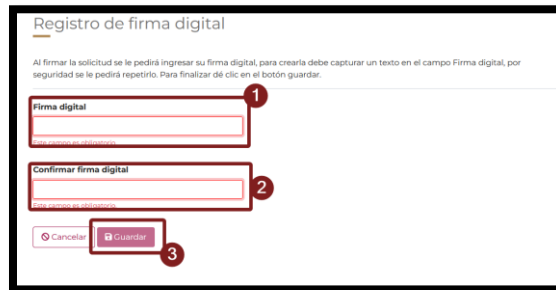 Registro de firma digital
Al firmar la solicitud se le pedirá ingresar su firma digital, para crearla debe capturar un texto en el campo Firma digital, por
seguridad se le pedirá repetirlo. Para finalizar dé clic en el botón guardar.
1
Firma digital
Este campo es obligatorio.
Confirmar firma digital
2
Este campo es obligatorio.
Cancelar Guardar
3